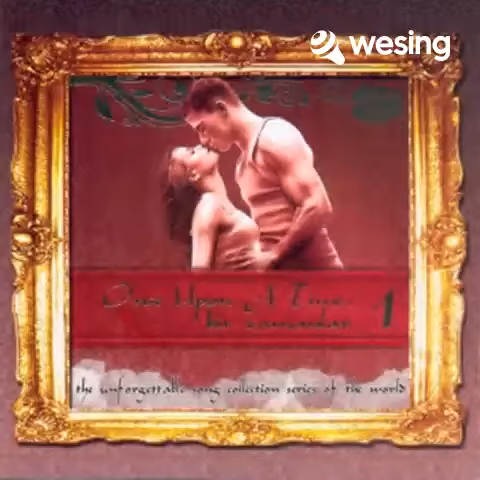 wesing
Once Upon A Time
1
the unforgettable song collection series of the world